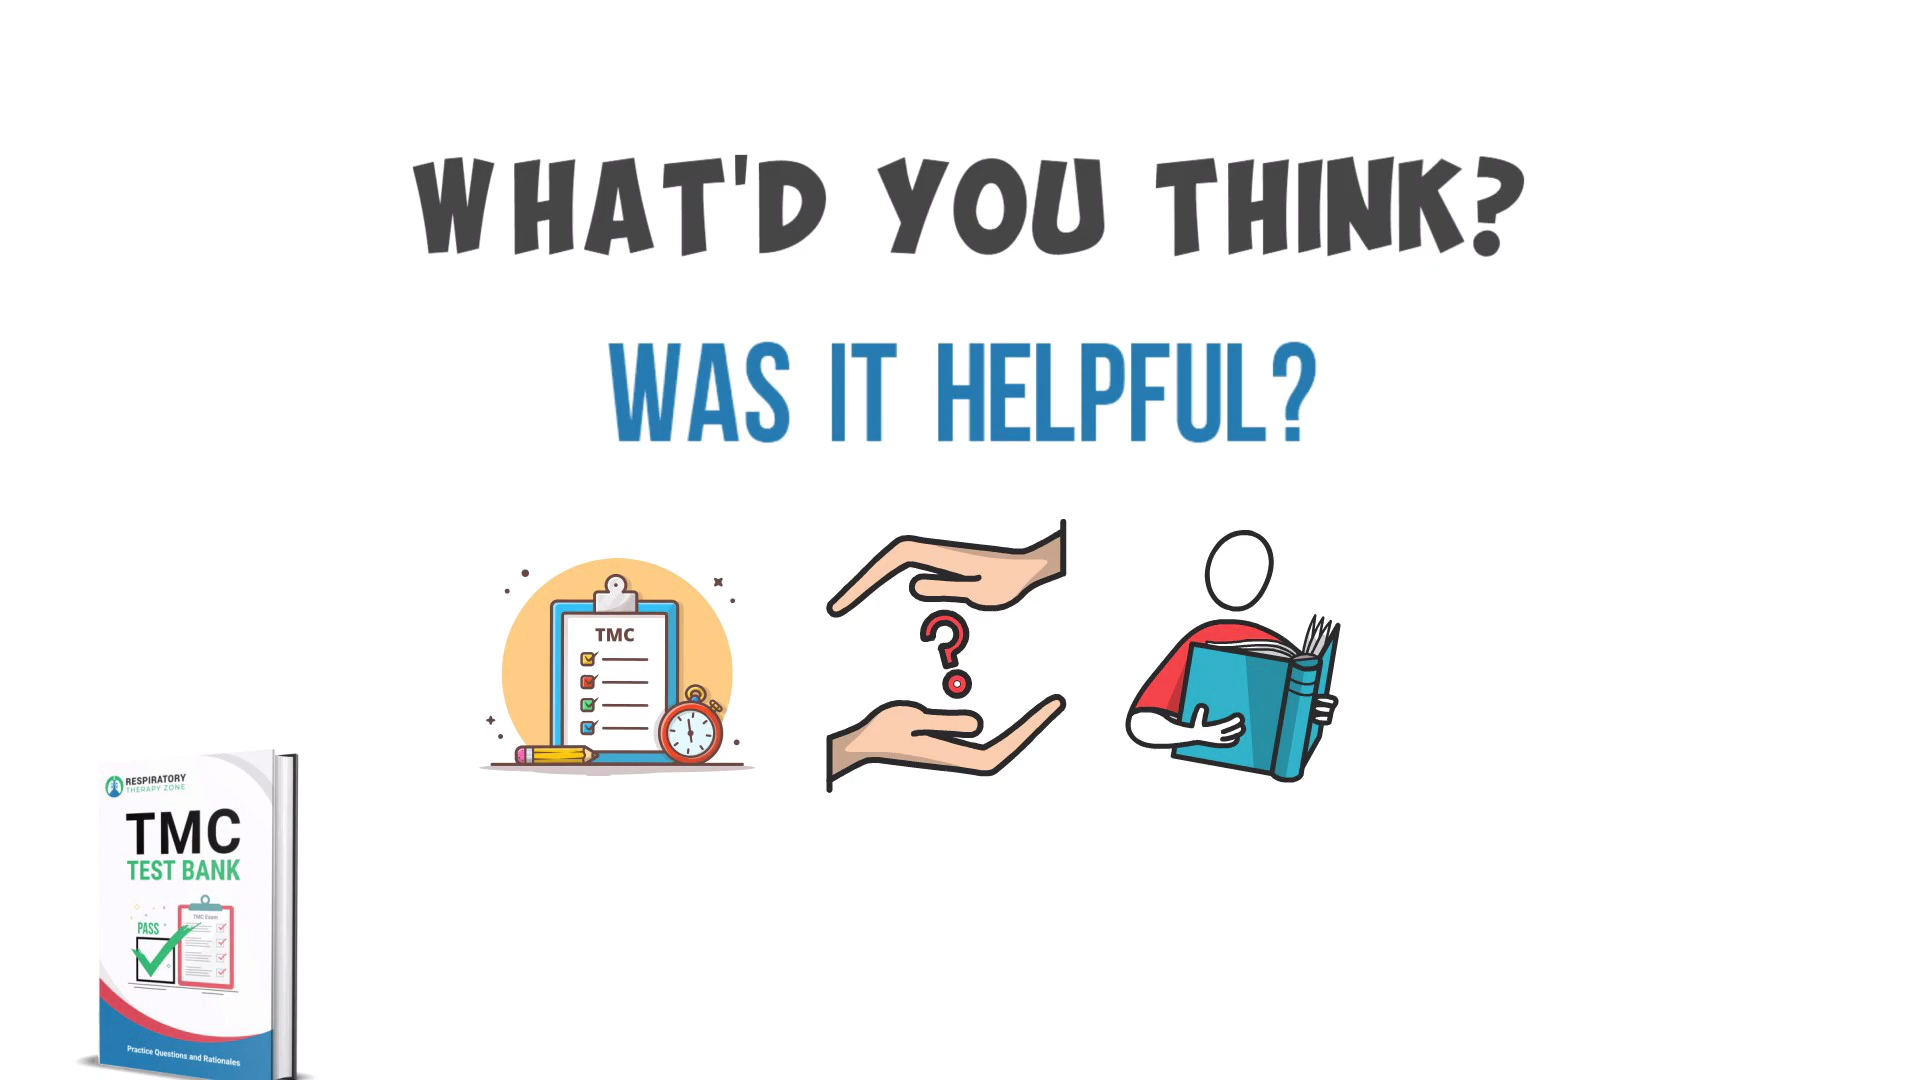 WHAT'D YOU THINK?
WAS IT HELPFUL?
TMC
RESPIRATORY
THERAPY ZONE
TMC
TEST BANK
TMC Exam
PASS
Practice Questions and Rationales